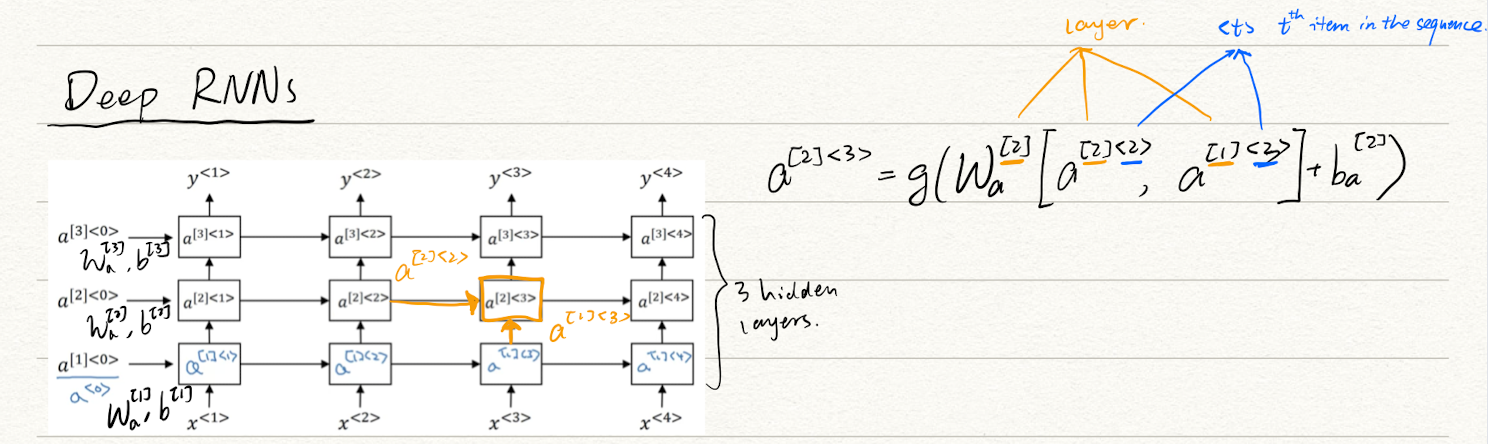 layer.
<t> t^th item in the sequence.
Deep RNNs
a^[2]<3> = g(W_a^[2] [a^[2]<2>, a^[1]<3>] + b_a^[2])
y^<1> y^<2> y^<3> y^<4>
a^[3]<0> a^[3]<1> a^[3]<2> a^[3]<3> a^[3]<4>
W_a^[3], b^[3]
a^[2]<2>
a^[2]<0> a^[2]<1> a^[2]<2> a^[2]<3> a^[2]<4>
3 hidden
layers.
W_a^[2], b^[2]
a^[1]<3>
a^[1]<0> a^[1]<1> a^[1]<2> a^[1]<3> a^[1]<4>
a^[0]
W_a^[1], b^[1]
x^<1> x^<2> x^<3> x^<4>